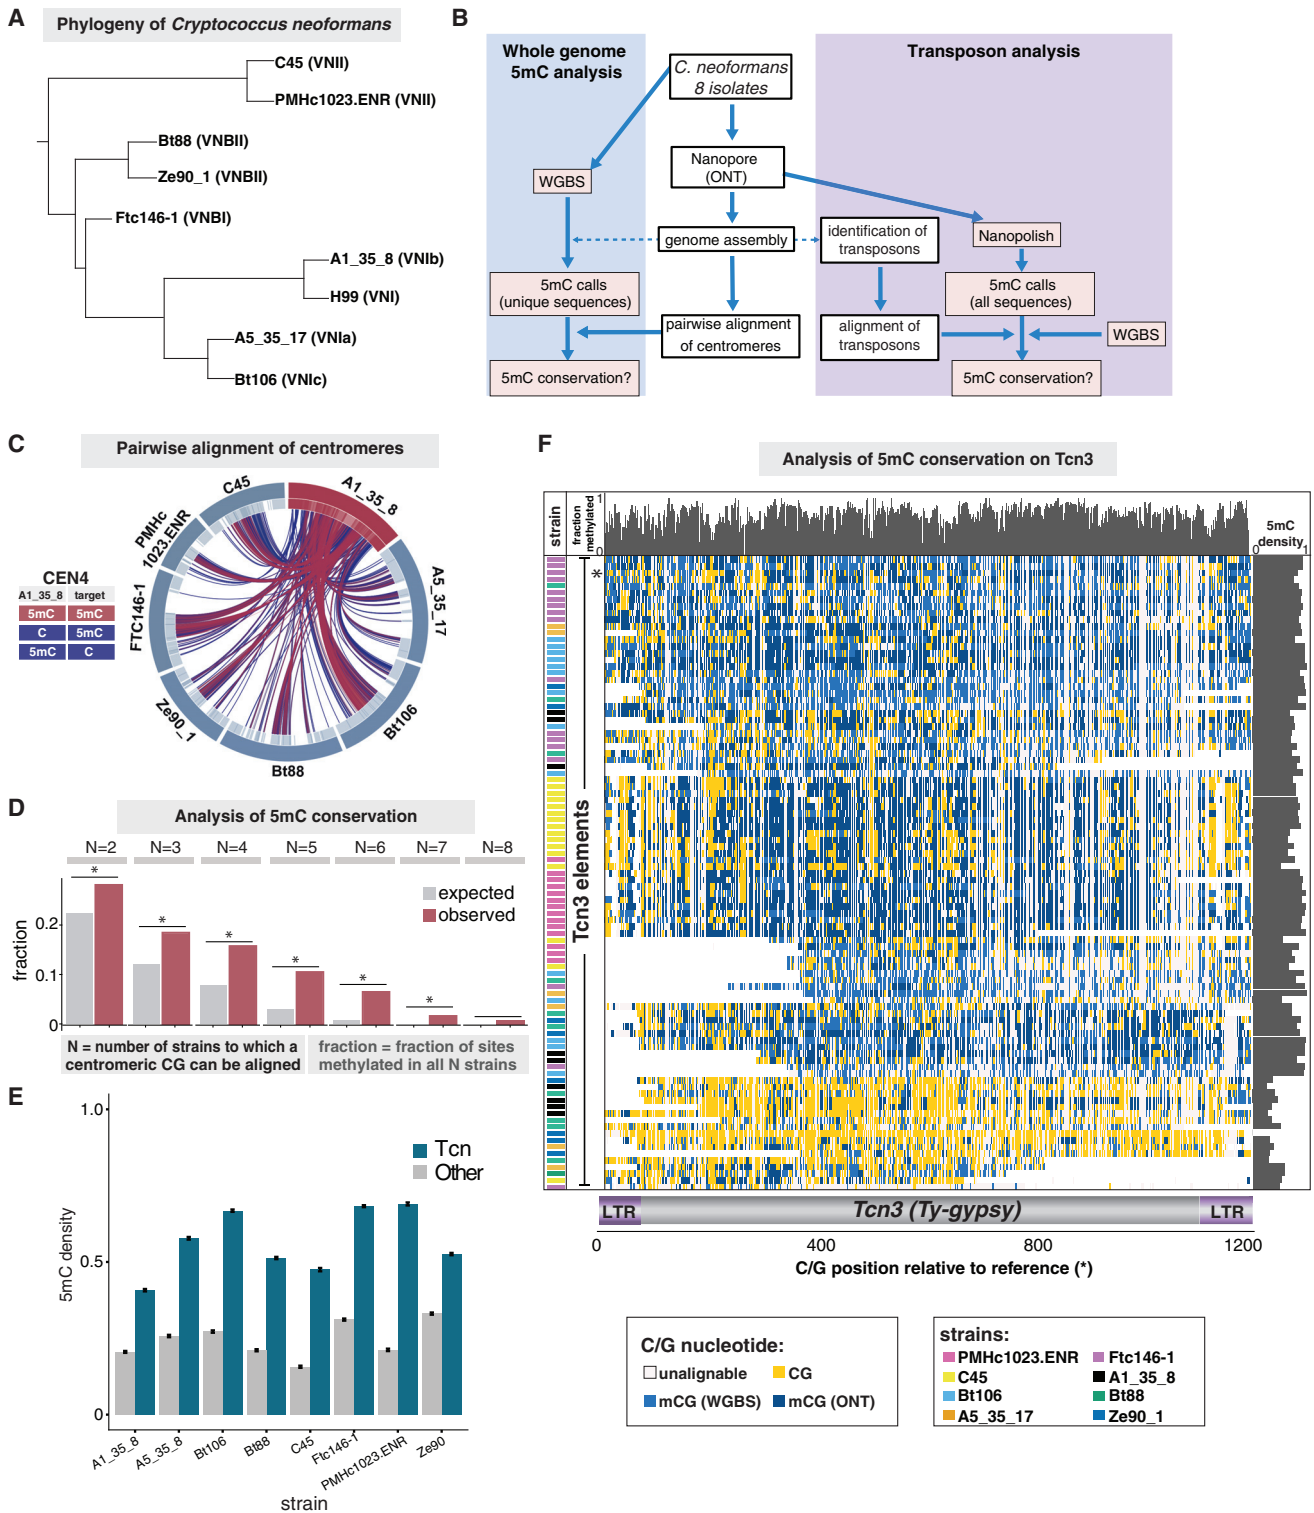 A
Phylogeny of Cryptococcus neoformans
C45 (VNII)
PMHc1023.ENR (VNII)
Bt88 (VNBII)
Ze90_1 (VNBII)
Ftc146-1 (VNBI)
A1_35_8 (VNIb)
H99 (VNI)
A5_35_17 (VNIa)
Bt106 (VNIc)
B
Whole genome
5mC analysis
Transposon analysis
C. neoformans
8 isolates
Nanopore
(ONT)
WGBS
genome assembly
identification of
transposons
Nanopolish
5mC calls
(unique sequences)
5mC calls
(all sequences)
pairwise alignment
of centromeres
alignment of
transposons
WGBS
5mC conservation?
5mC conservation?
C
Pairwise alignment of centromeres
C45
A1_35_8
PMHc
1023.ENR
A5_35_17
FTC146-1
Ze90_1
Bt88
Bt106
CEN4
A1_35_8 target
5mC 5mC
C 5mC
5mC C
D
Analysis of 5mC conservation
N=2 N=3 N=4 N=5 N=6 N=7 N=8
* * * * * *
expected
observed
fraction
0.2
0.1
0
N = number of strains to which a
centromeric CG can be aligned
fraction = fraction of sites
methylated in all N strains
E
1.0
0.5
0
5mC density
Tcn
Other
A1_35_8
A5_35_8
Bt106
Bt88
C45
Ftc146-1
PMHc1023.ENR
Ze90
strain
F
Analysis of 5mC conservation on Tcn3
strain
fraction
methylated
1
0
5mC
density
0 1
*
Tcn3 elements
LTR
Tcn3 (Ty-gypsy)
LTR
0 400 800 1200
C/G position relative to reference (*)
C/G nucleotide:
unalignable
CG
mCG (WGBS)
mCG (ONT)
strains:
PMHc1023.ENR
Ftc146-1
C45
A1_35_8
Bt106
Bt88
A5_35_17
Ze90_1